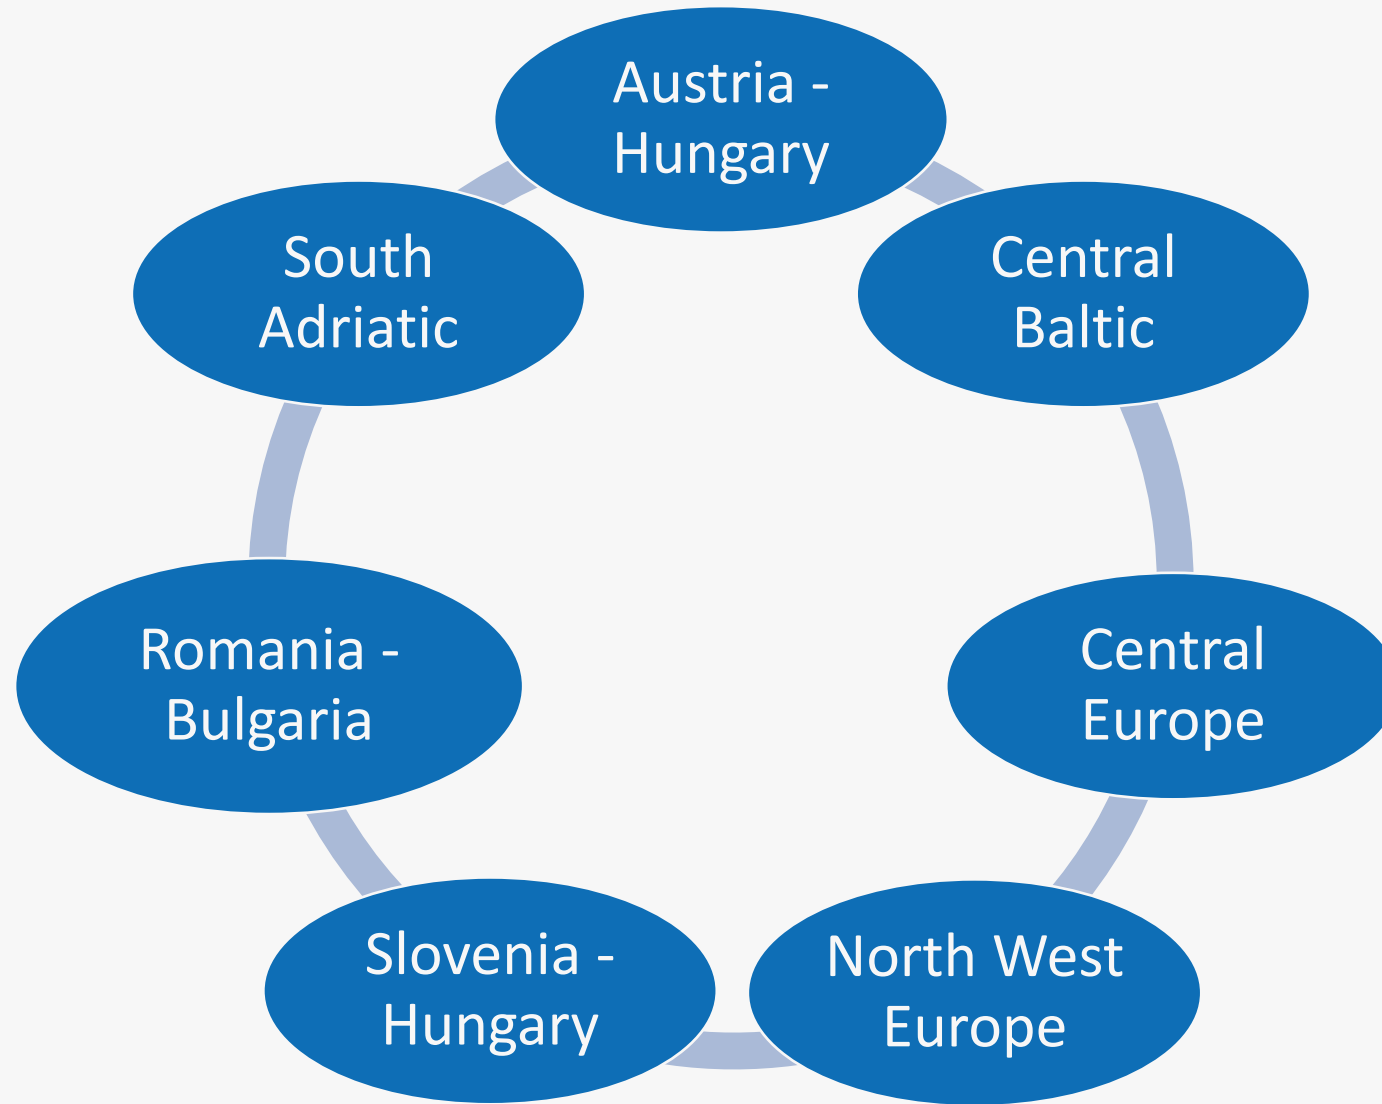 Austria -
Hungary
Central
Baltic
Central
Europe
North West
Europe
Slovenia -
Hungary
Romania -
Bulgaria
South
Adriatic